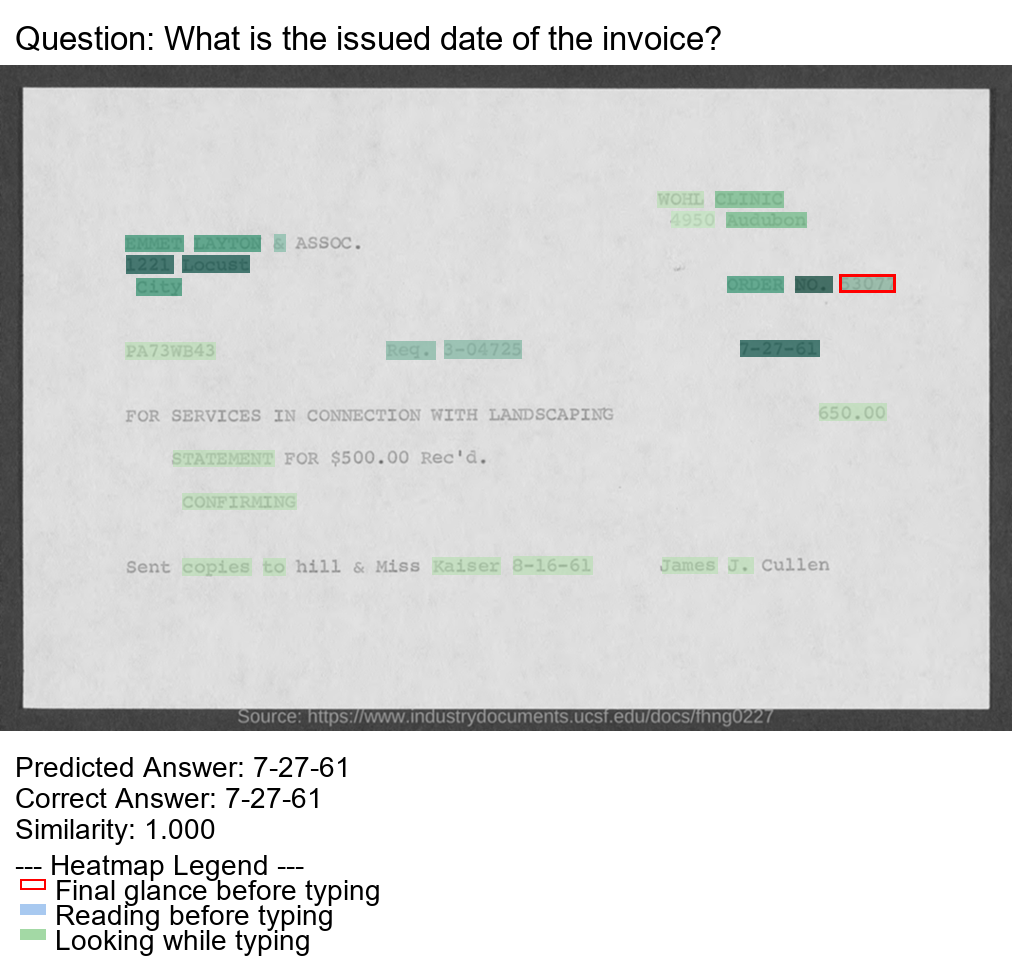 Question: What is the issued date of the invoice?
WOHL CLINIC
4950 Audubon
EMMET LAYTON & ASSOC.
1221 Locust
City
ORDER NO. 53077
PA73WB43 Req. 3-04725 7-27-61
FOR SERVICES IN CONNECTION WITH LANDSCAPING 650.00
STATEMENT FOR $500.00 Rec'd.
CONFIRMING
Sent copies to hill & Miss Kaiser 8-16-61 James J. Cullen
Source: https://www.industrydocuments.ucsf.edu/docs/fhng0227
Predicted Answer: 7-27-61
Correct Answer: 7-27-61
Similarity: 1.000
--- Heatmap Legend ---
Final glance before typing
Reading before typing
Looking while typing